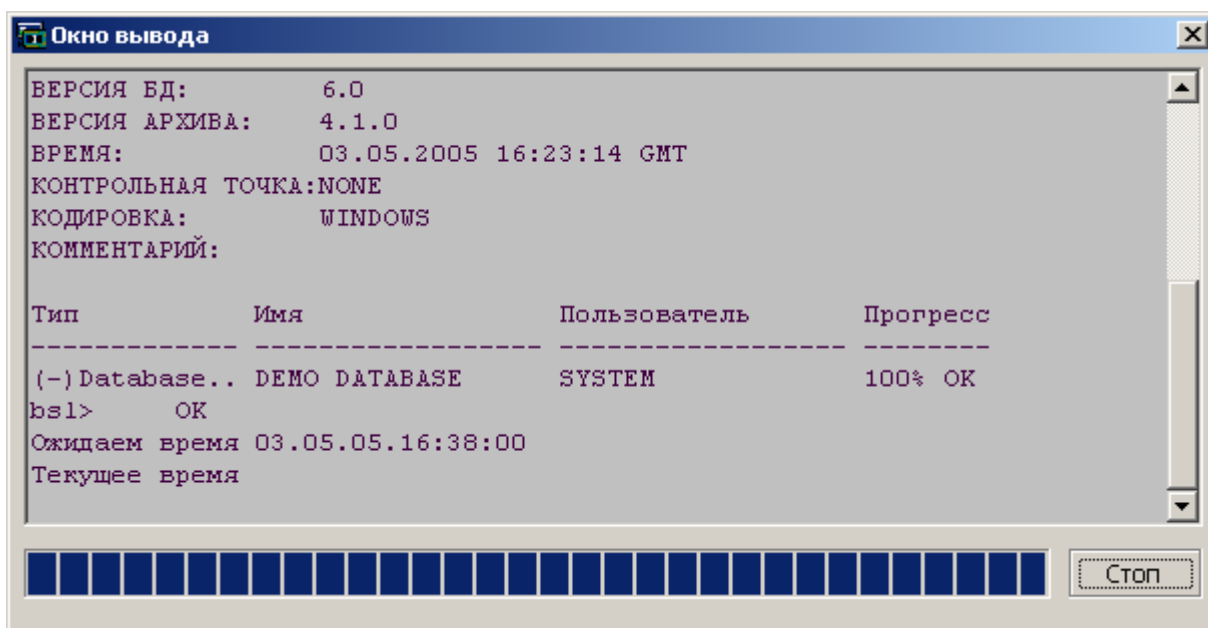 Окно вывода
ВЕРСИЯ БД: 6.0
ВЕРСИЯ АРХИВА: 4.1.0
ВРЕМЯ: 03.05.2005 16:23:14 GMT
КОНТРОЛЬНАЯ ТОЧКА:NONE
КОДИРОВКА: WINDOWS
КОММЕНТАРИЙ:
Тип Имя Пользователь Прогресс
------------- ------------------ ------------------ --------
(-)Database.. DEMO DATABASE SYSTEM 100% OK
bsl> OK
Ожидаем время 03.05.05.16:38:00
Текущее время
Стоп